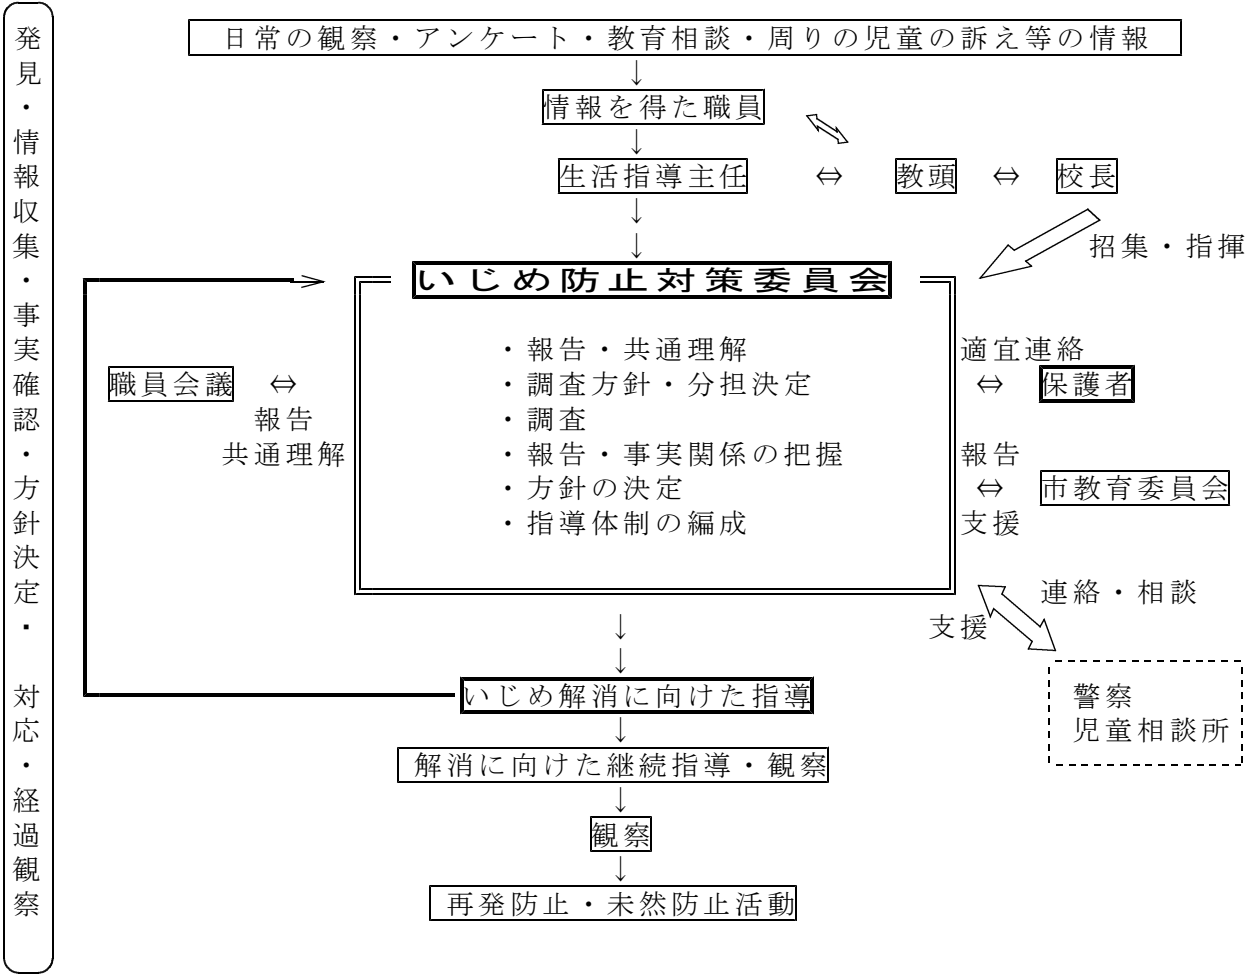 発見・情報収集・事実確認・方針決定・　対応・経過観察
日常の観察・アンケート・教育相談・周りの児童の訴え等の情報
↓
情報を得た職員
↓
生活指導主任 ⇔ 教頭 ⇔ 校長
↓
↓
招集・指揮
いじめ防止対策委員会
・報告・共通理解
・調査方針・分担決定
・調査
・報告・事実関係の把握
・方針の決定
・指導体制の編成
職員会議 ⇔
報告
共通理解
適宜連絡
⇔ 保護者
報告
⇔ 市教育委員会
支援
連絡・相談
支援
警察
児童相談所
↓
↓
いじめ解消に向けた指導
↓
解消に向けた継続指導・観察
↓
観察
↓
再発防止・未然防止活動